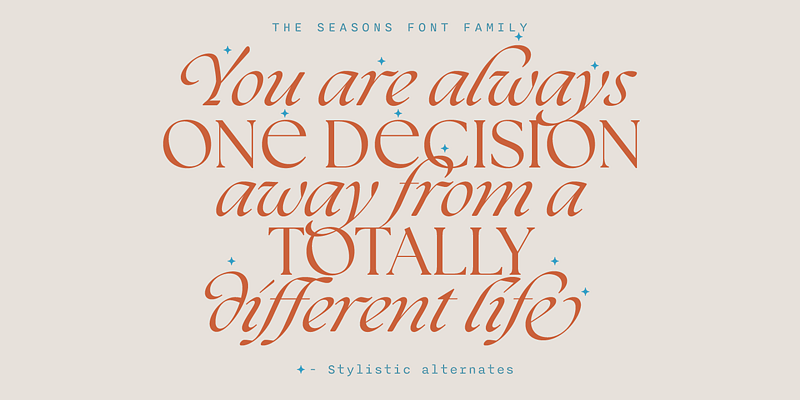 THE SEASONS FONT FAMILY
You are always
ONe DeCISION
away from a
TOTALLY
different life
✦- Stylistic alternates